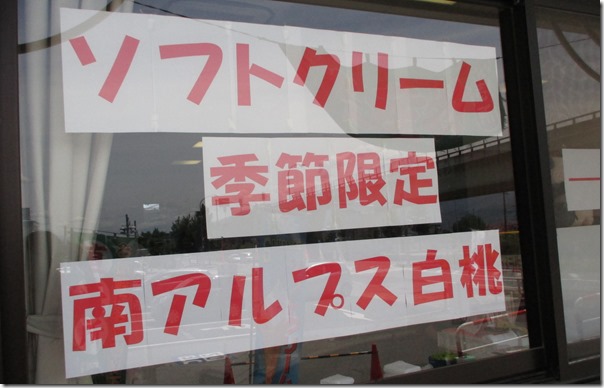 ソフトクリーム
季節限定
南アルプス白桃